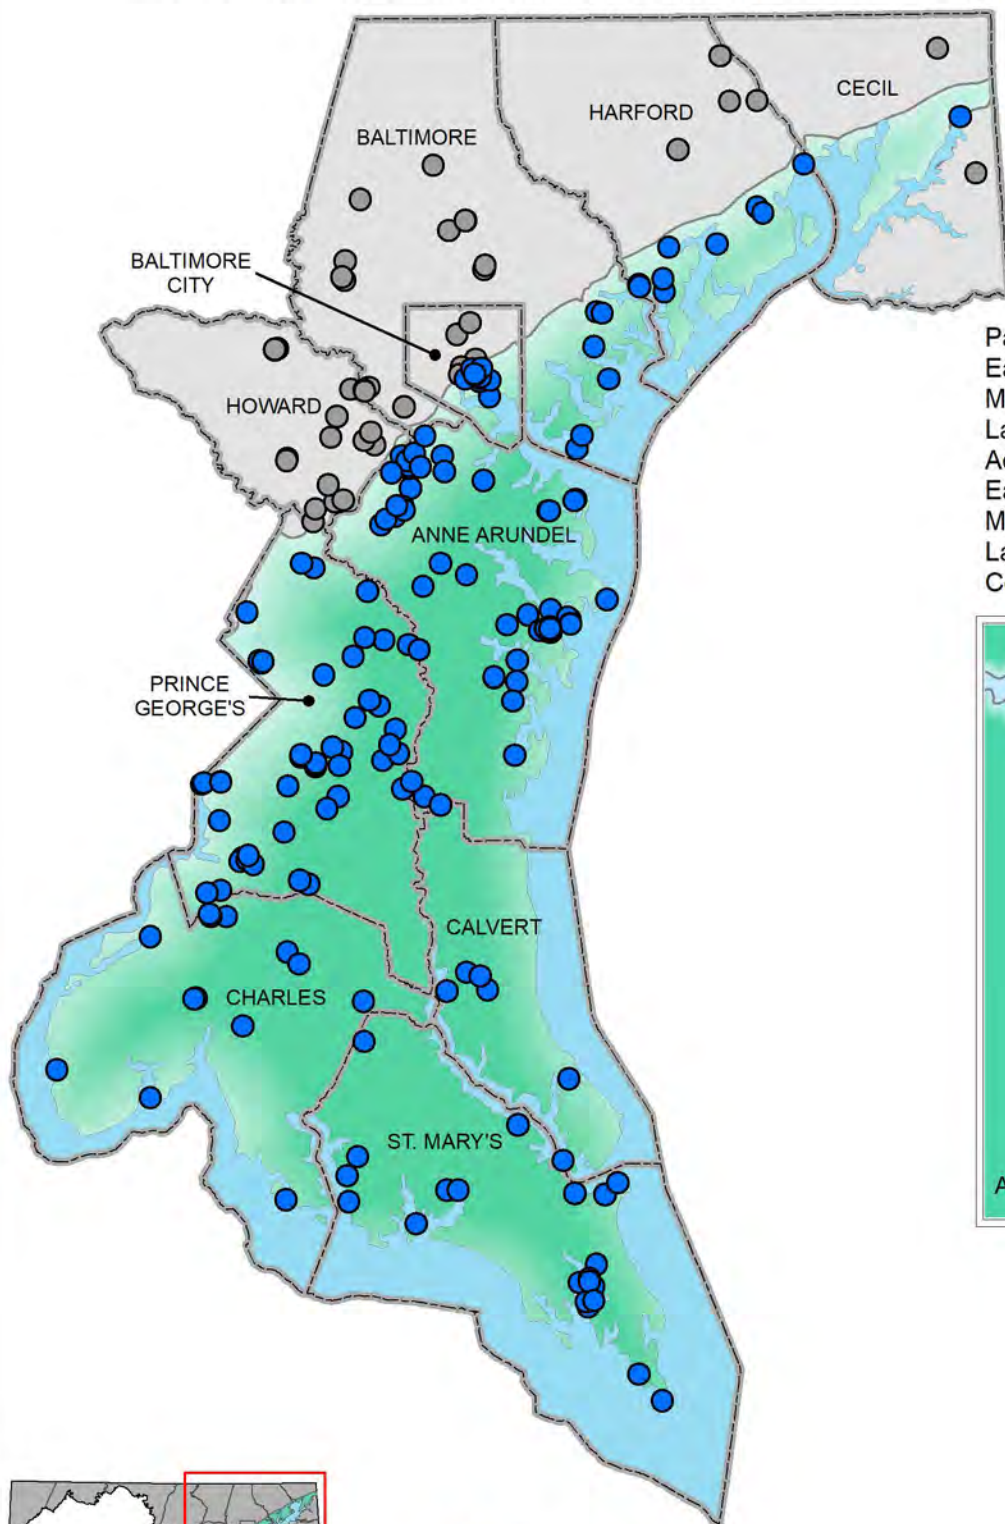 CECIL
HARFORD
BALTIMORE
BALTIMORE
CITY
HOWARD
ANNE ARUNDEL
PRINCE
GEORGE'S
CALVERT
CHARLES
ST. MARY'S